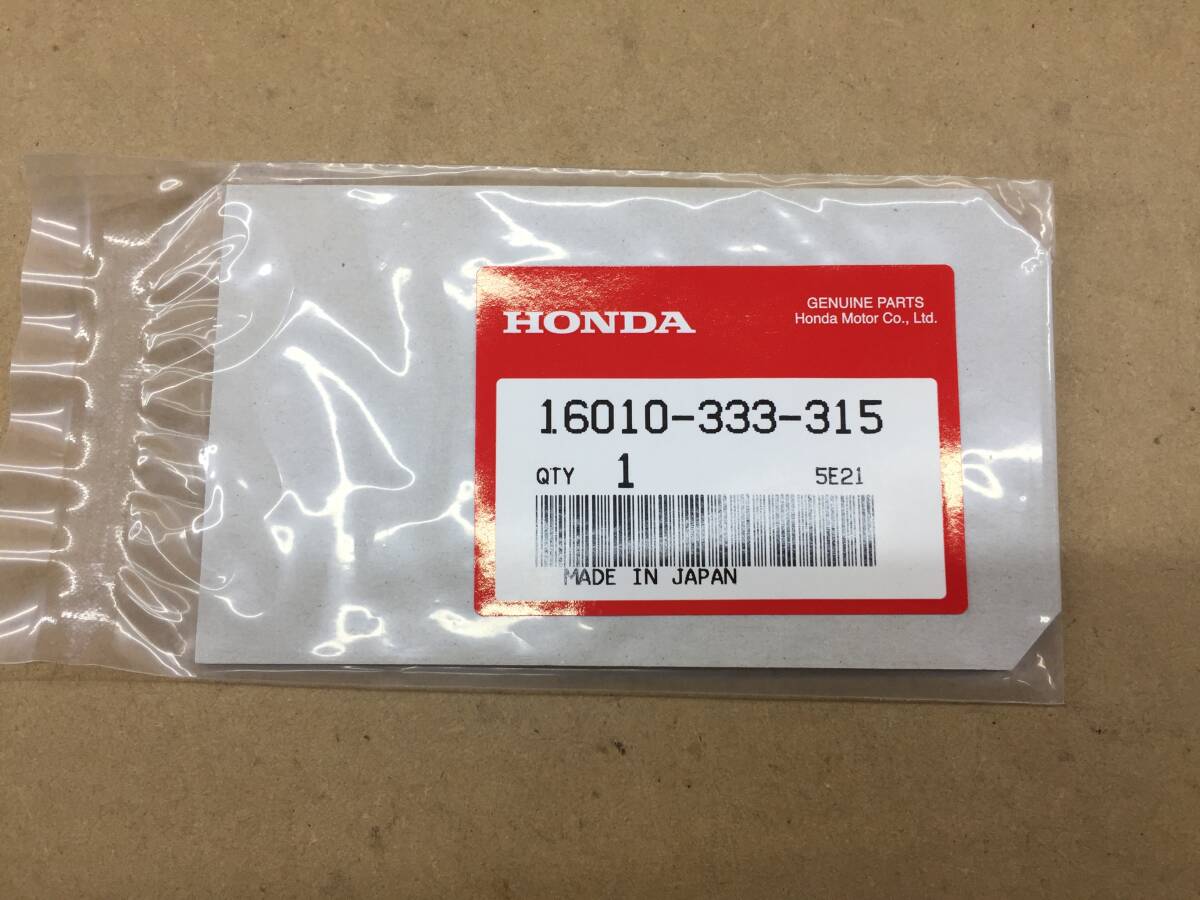 HONDA
GENUINE PARTS
Honda Motor Co., Ltd.
16010-333-315
QTY 1 5E21
MADE IN JAPAN